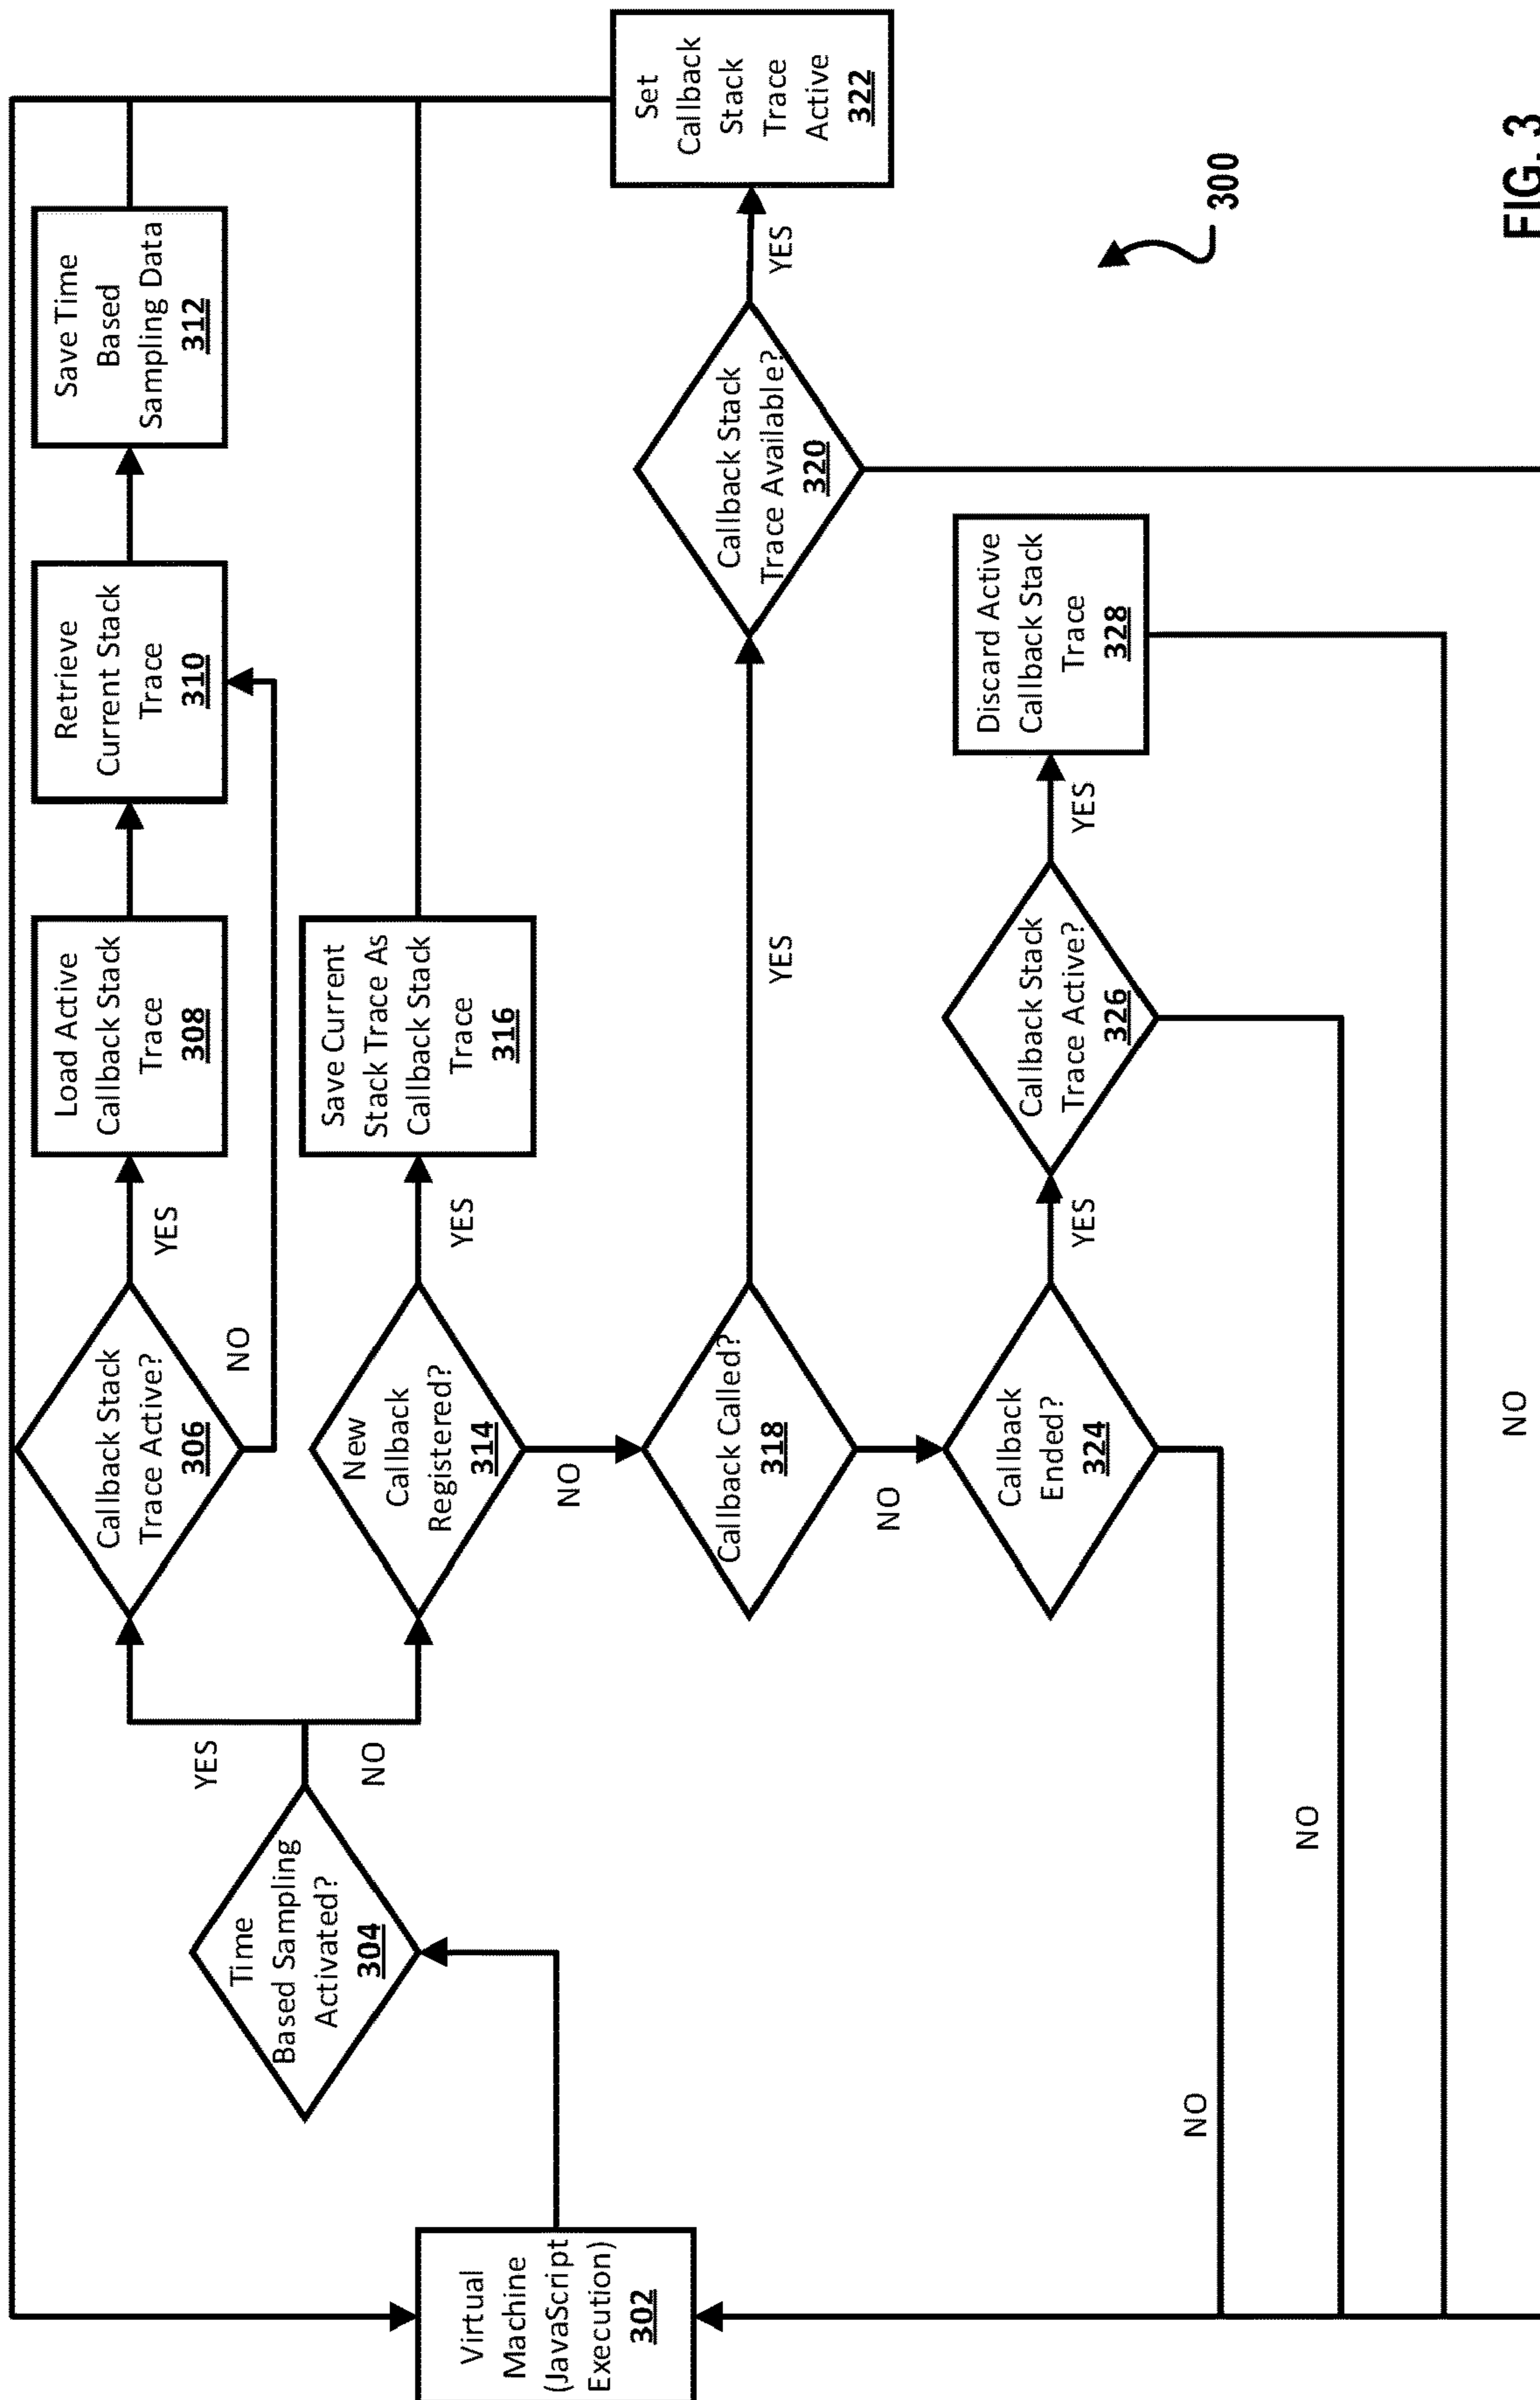 Virtual
Machine
(JavaScript
Execution)
302
Time
Based Sampling
Activated?
304
YES
NO
Callback Stack
Trace Active?
306
YES
NO
Load Active
Callback Stack
Trace
308
Retrieve
Current Stack
Trace
310
Save Time
Based
Sampling Data
312
New
Callback
Registered?
314
YES
NO
Save Current
Stack Trace As
Callback Stack
Trace
316
Callback Called?
318
YES
NO
Callback Stack
Trace Available?
320
YES
NO
Set
Callback
Stack
Trace
Active
322
Callback
Ended?
324
YES
NO
Callback Stack
Trace Active?
326
YES
NO
Discard Active
Callback Stack
Trace
328
300
FIG. 3